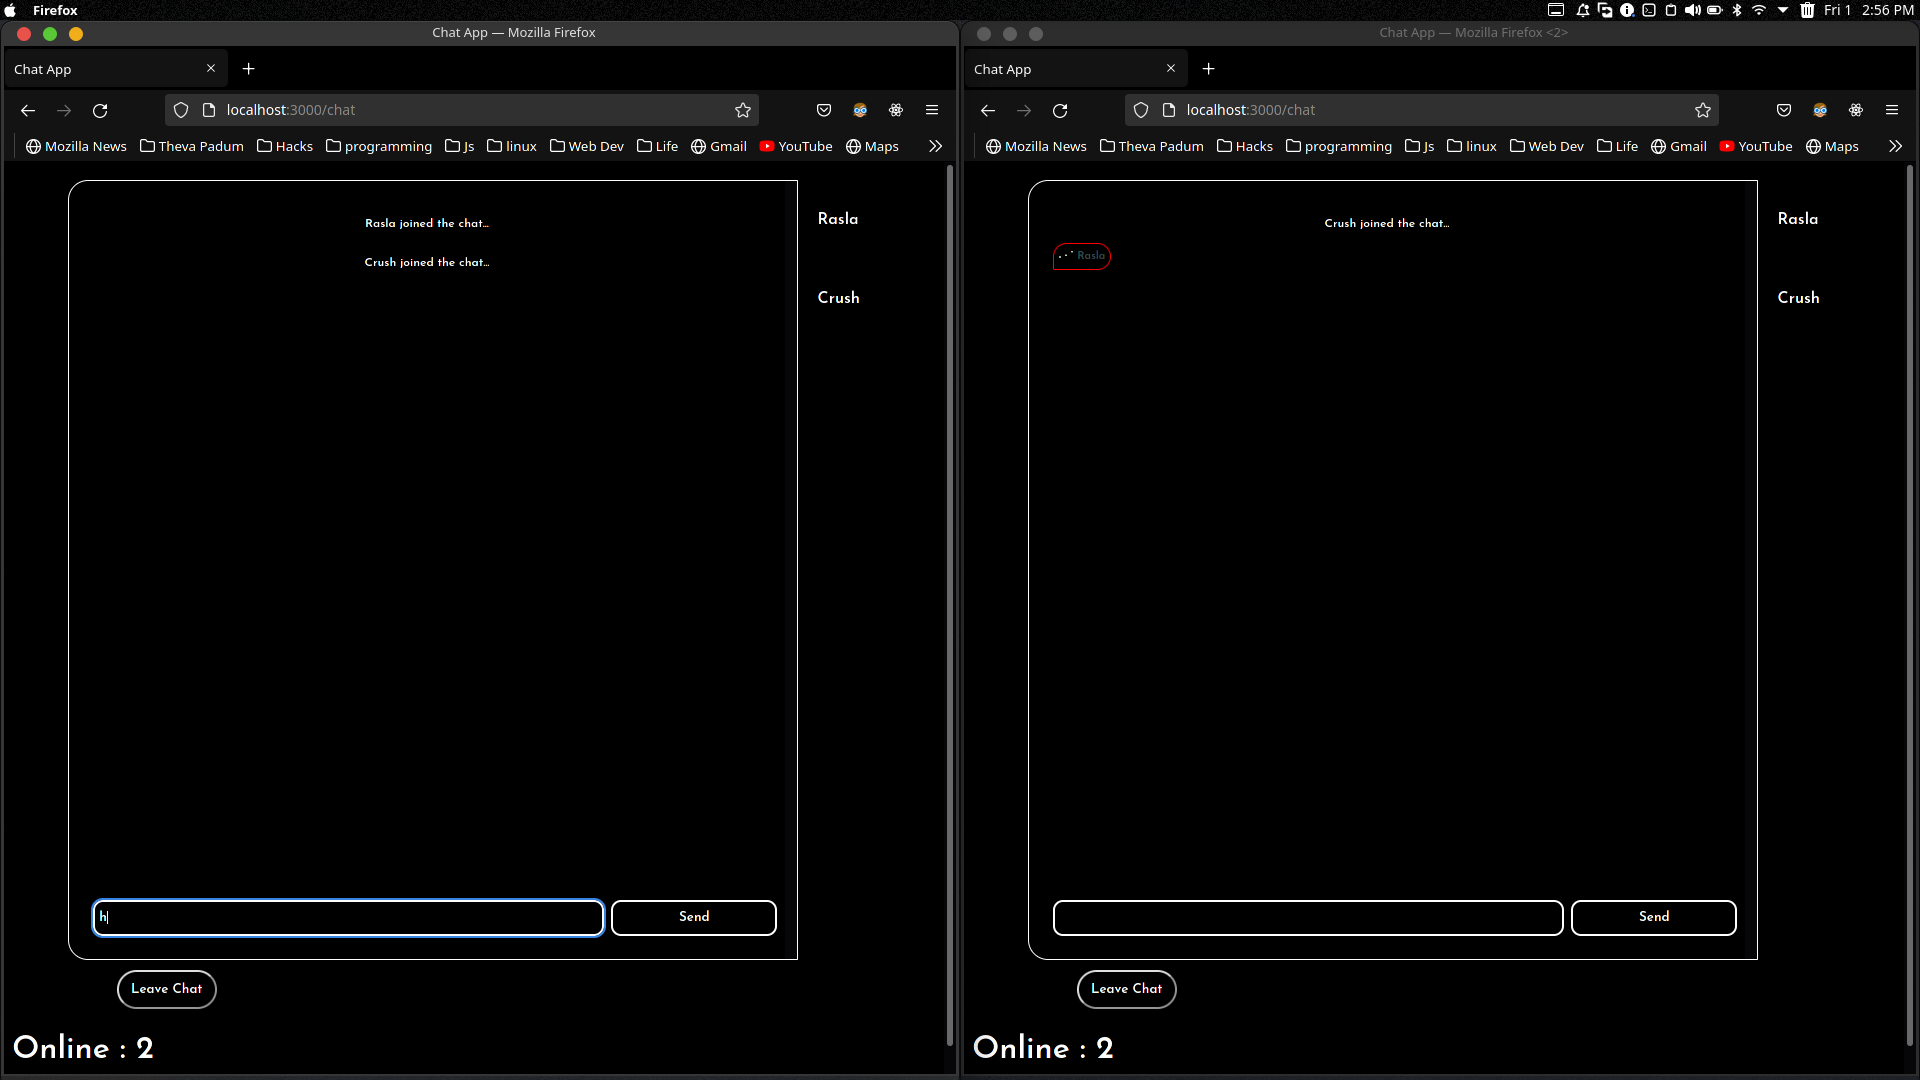 Firefox
Fri 1 2:56 PM
Chat App — Mozilla Firefox
Chat App
localhost:3000/chat
Mozilla News Theva Padum Hacks programming Js linux Web Dev Life Gmail YouTube Maps
Rasla joined the chat...
Crush joined the chat...
Rasla
Crush
h
Send
Leave Chat
Online : 2
Chat App — Mozilla Firefox <2>
Chat App
localhost:3000/chat
Mozilla News Theva Padum Hacks programming Js linux Web Dev Life Gmail YouTube Maps
Crush joined the chat...
... Rasla
Rasla
Crush
Send
Leave Chat
Online : 2